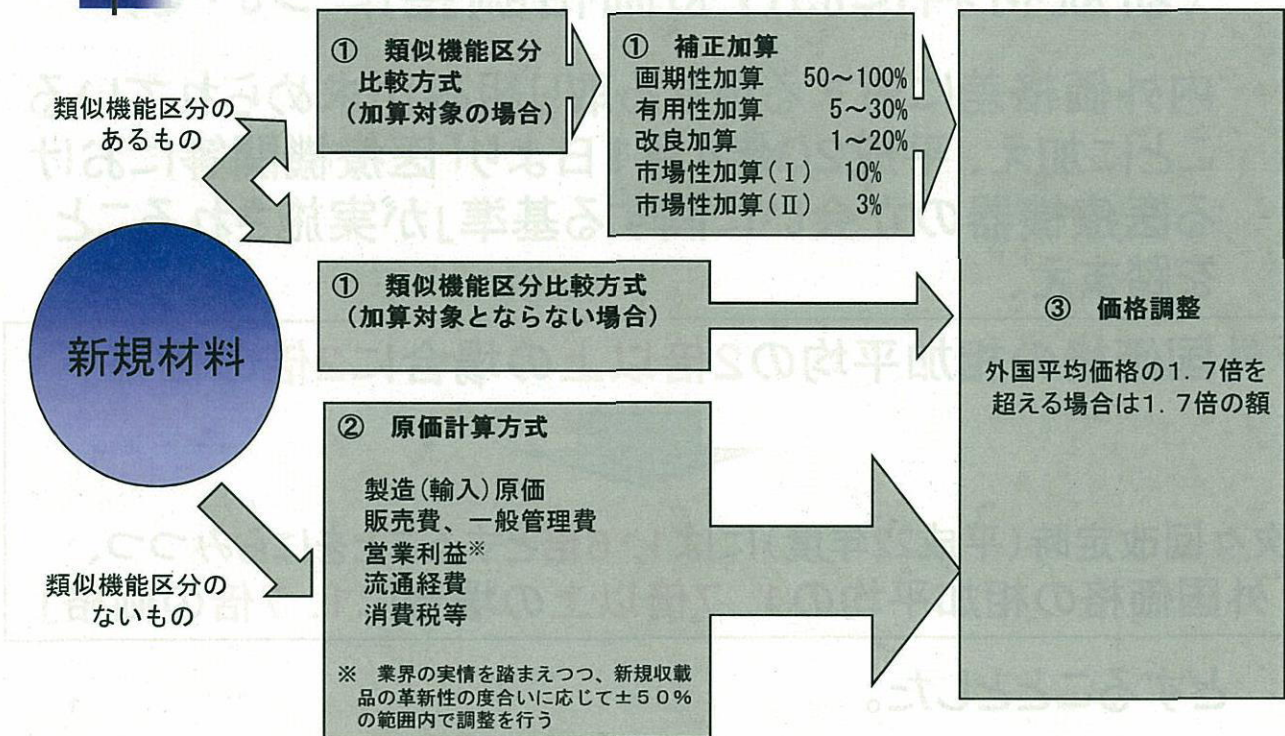 ① 類似機能区分
比較方式
(加算対象の場合)
① 補正加算
画期性加算 50~100%
有用性加算 5~30%
改良加算 1~20%
市場性加算(Ⅰ) 10%
市場性加算(Ⅱ) 3%
類似機能区分の
あるもの
新規材料
① 類似機能区分比較方式
(加算対象とならない場合)
③ 価格調整
外国平均価格の1.7倍を
超える場合は1.7倍の額
② 原価計算方式
製造(輸入)原価
販売費、一般管理費
営業利益※
流通経費
消費税等
※ 業界の実情を踏まえつつ、新規収載
品の革新性の度合いに応じて±50%
の範囲内で調整を行う
類似機能区分の
ないもの